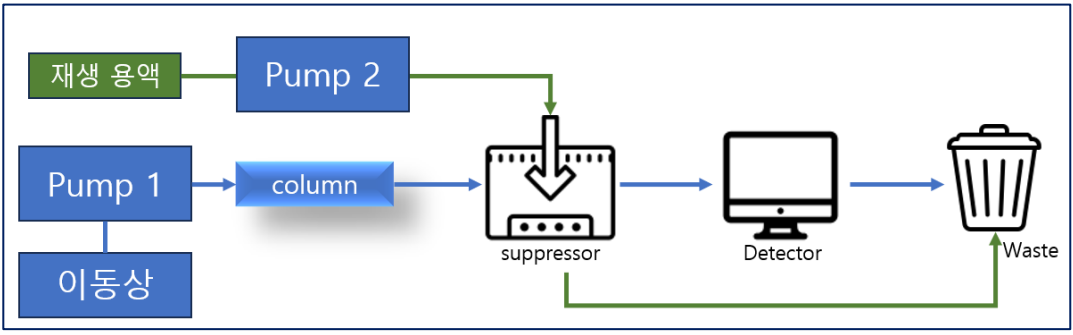 재생 용액
Pump 2
Pump 1
column
suppressor
Detector
Waste
이동상